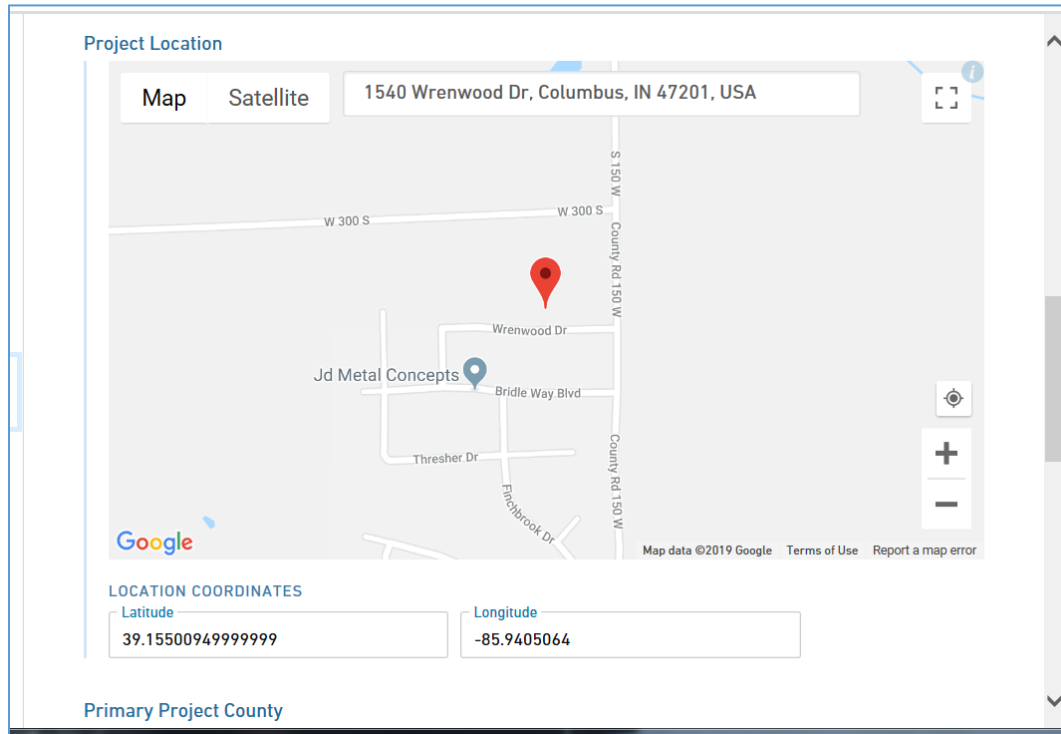 Project Location
Map Satellite 1540 Wrenwood Dr, Columbus, IN 47201, USA
S 150 W
W 300 S
W 300 S
County Rd 150 W
Wrenwood Dr
Jd Metal Concepts
Bridle Way Blvd
Thresher Dr
County Rd 150 W
Finchbrook Dr
Google
Map data ©2019 Google Terms of Use Report a map error
LOCATION COORDINATES
Latitude Longitude
39.15500949999999 -85.9405064
Primary Project County